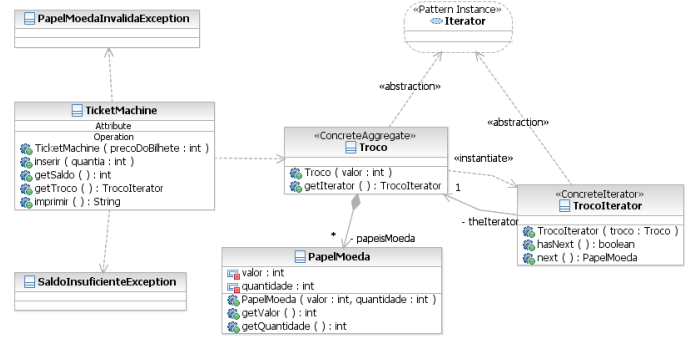 PapelMoedaInvalidaException
«Pattern Instance»
Iterator
TicketMachine
Attribute
Operation
TicketMachine ( precoDoBilhete : int )
inserir ( quantia : int )
getSaldo ( ) : int
getTroco ( ) : TrocoIterator
imprimir ( ) : String
«abstraction»
«abstraction»
«ConcreteAggregate»
Troco
Troco ( valor : int )
getIterator ( ) : TrocoIterator
«instantiate»
1
- theIterator
«ConcreteIterator»
TrocoIterator
TrocoIterator ( troco : Troco )
hasNext ( ) : boolean
next ( ) : PapelMoeda
*
- papeisMoeda
SaldoInsuficienteException
PapelMoeda
valor : int
quantidade : int
PapelMoeda ( valor : int, quantidade : int )
getValor ( ) : int
getQuantidade ( ) : int